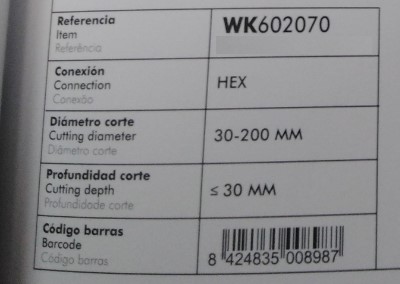 Referencia
Item
Referência
WK602070
Conexión
Connection
Conexão
HEX
Diámetro corte
Cutting diameter
Diâmetro corte
30-200 MM
Profundidad corte
Cutting depth
Profundidade corte
≤ 30 MM
Código barras
Barcode
Código barras
8 424835 008987